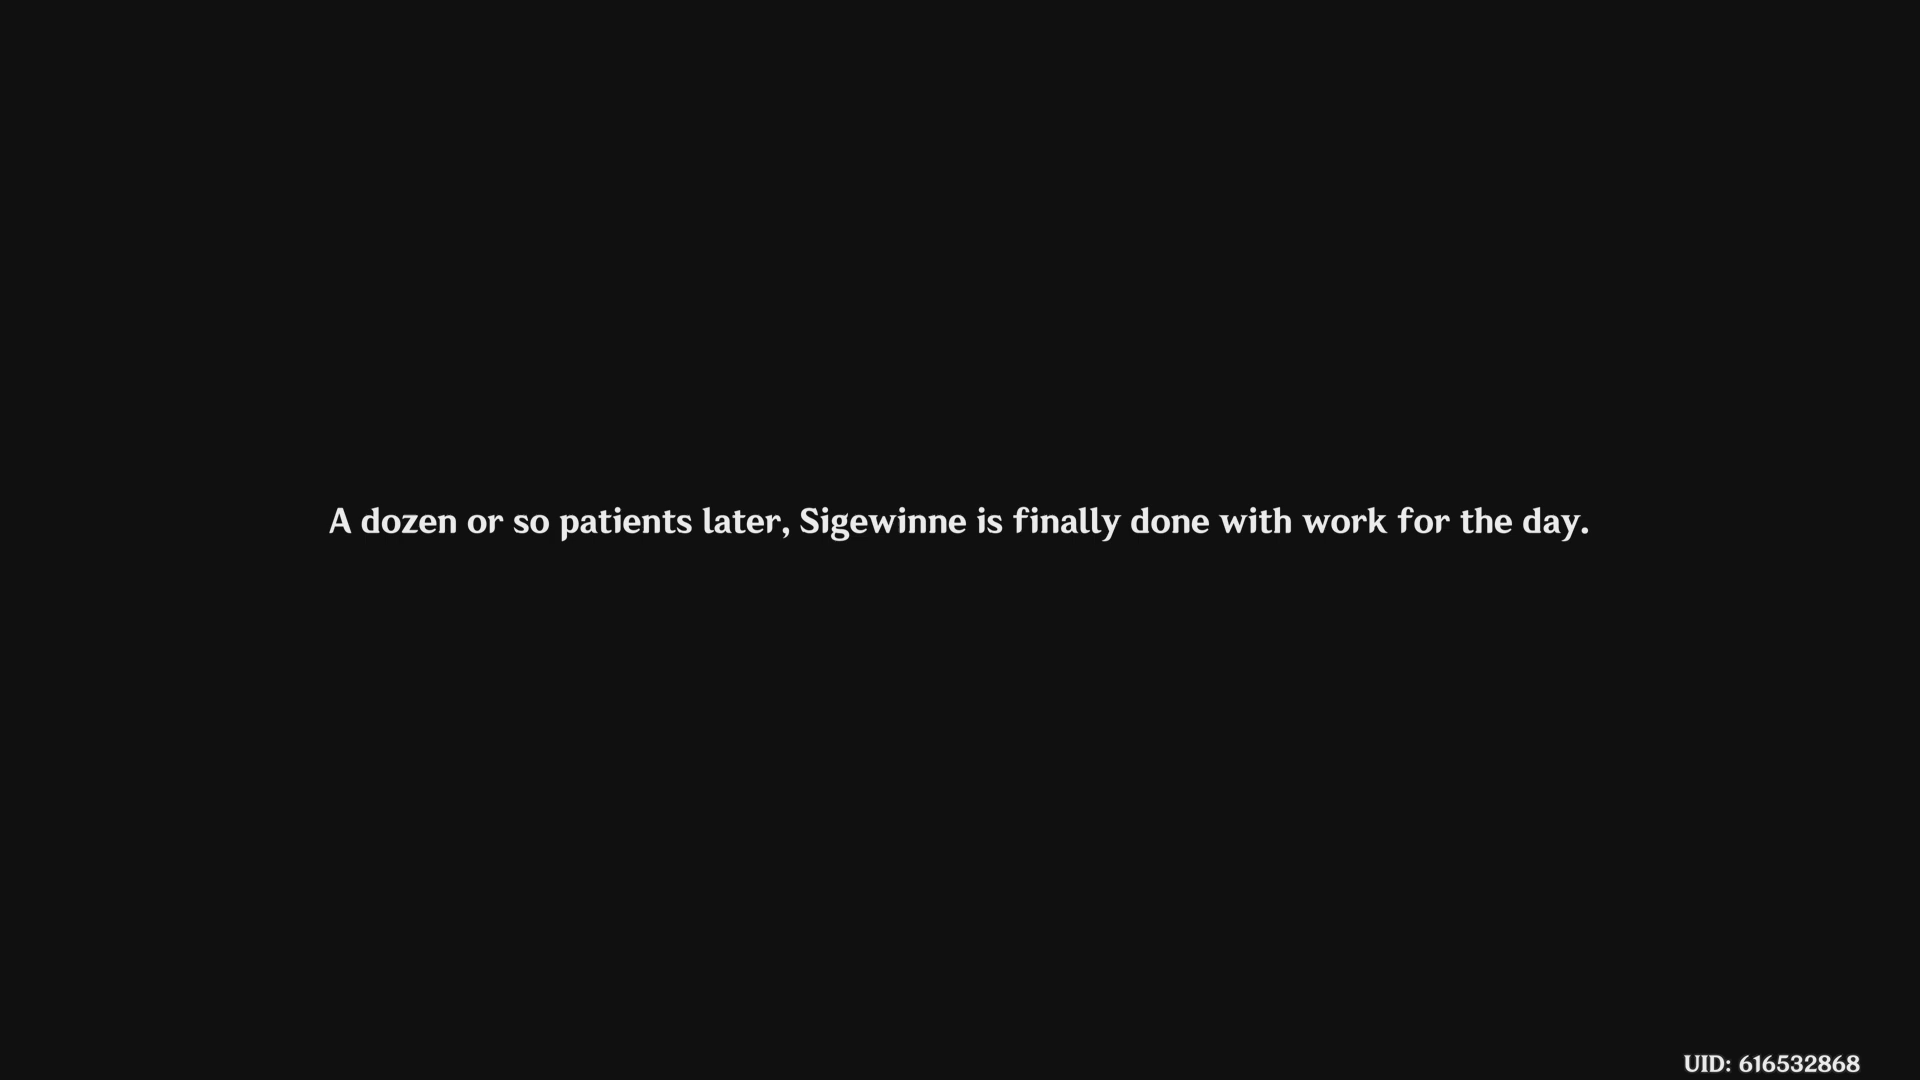 A dozen or so patients later, Sigewinne is finally done with work for the day.
UID: 616532868